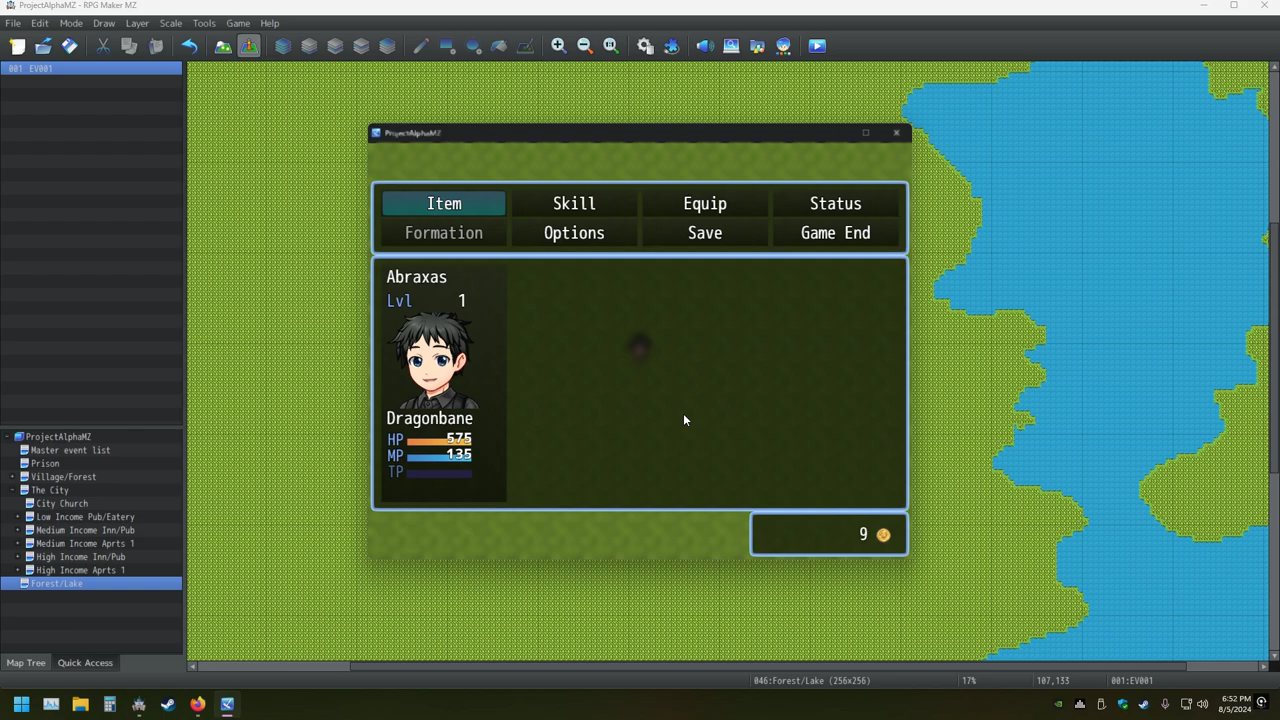 ProjectAlphaMZ - RPG Maker MZ
File Edit Mode Draw Layer Scale Tools Game Help
001 EV001
ProjectAlphaMZ
Item Skill Equip Status
Formation Options Save Game End
Abraxas
Lvl 1
Dragonbane
HP 575
MP 135
TP
9
ProjectAlphaMZ
Master event list
Prison
Village/Forest
The City
City Church
Low Income Pub/Eatery
Medium Income Inn/Pub
Medium Income Aprts 1
High Income Inn/Pub
High Income Aprts 1
Forest/Lake
Map Tree Quick Access
046:Forest/Lake (256x256) 17% 107,133 001:EV001
6:52 PM
8/5/2024